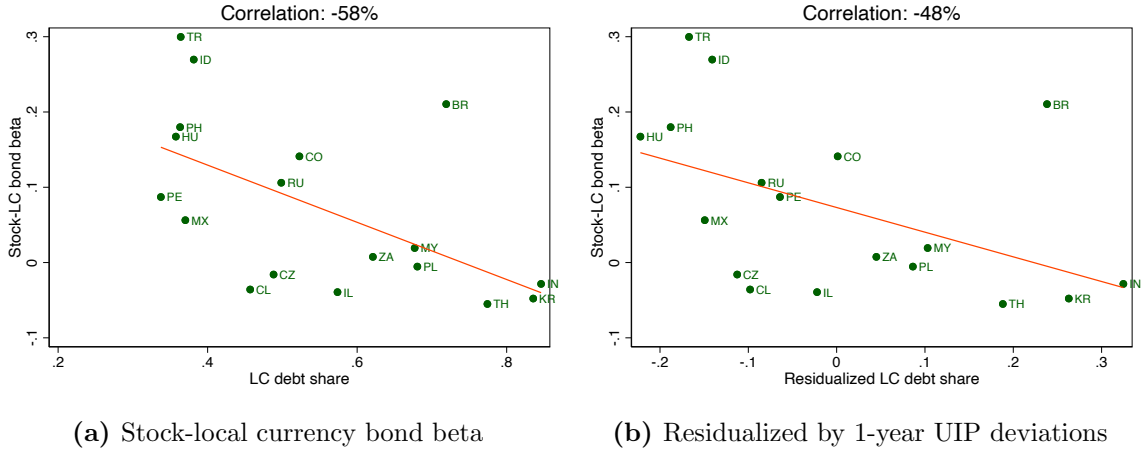 Correlation: -58%
Stock-LC bond beta
.3
.2
.1
0
-.1
TR
ID
BR
PH
HU
CO
RU
PE
MX
MY
ZA
PL
CZ
IN
CL
IL
KR
TH
.2
.4
.6
.8
LC debt share
(a) Stock-local currency bond beta
Correlation: -48%
Stock-LC bond beta
.3
.2
.1
0
-.1
TR
ID
BR
PH
HU
CO
RU
PE
MX
MY
ZA
PL
CZ
IN
CL
IL
KR
TH
-.2
-.1
0
.1
.2
.3
Residualized LC debt share
(b) Residualized by 1-year UIP deviations